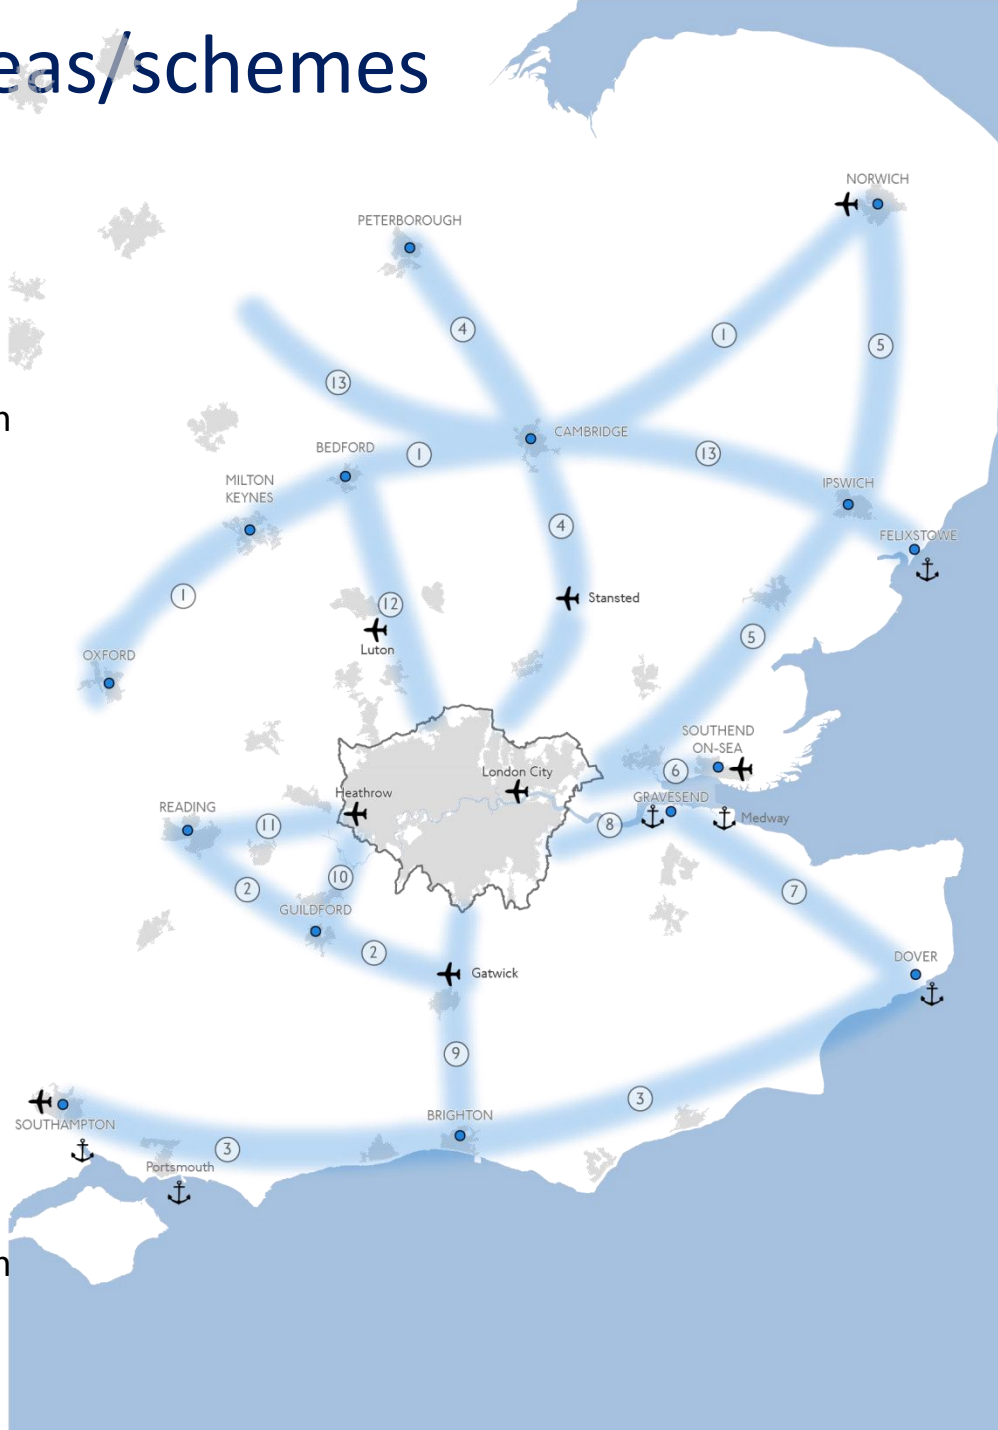 eas/schemes
NORWICH
PETERBOROUGH
4
1
5
13
n
CAMBRIDGE
BEDFORD
1
13
MILTON
KEYNES
IPSWICH
4
FELIXSTOWE
1
12
Stansted
Luton
5
OXFORD
SOUTHEND
ON-SEA
London City
6
Heathrow
GRAVESEND
READING
11
8
Medway
10
2
7
GUILDFORD
2
DOVER
Gatwick
9
3
BRIGHTON
SOUTHAMPTON
3
Portsmouth
n